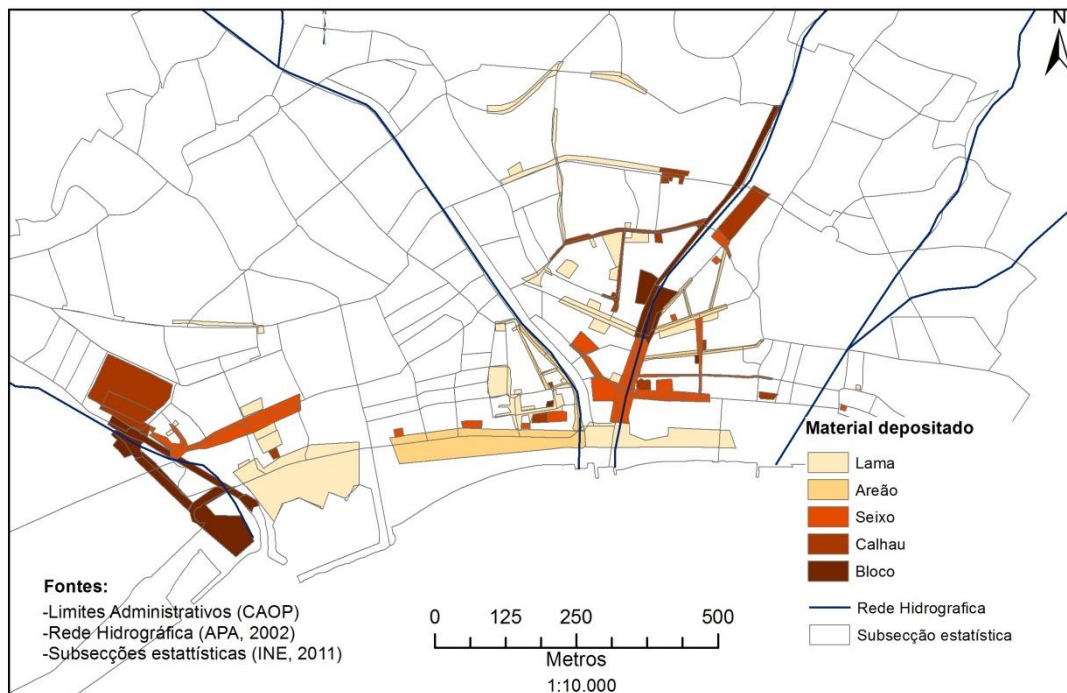 N
Material depositado
Lama
Areão
Seixo
Calhau
Bloco
Rede Hidrografica
Subsecção estatística
Fontes:
-Limites Administrativos (CAOP)
-Rede Hidrográfica (APA, 2002)
-Subsecções estattísticas (INE, 2011)
0 125 250 500
Metros
1:10.000